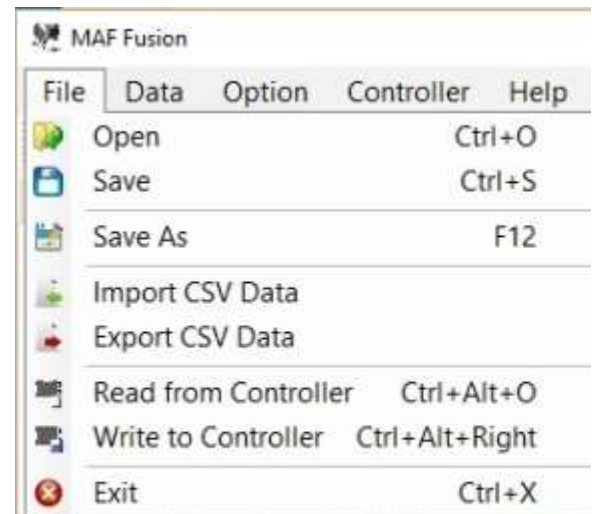 MAF Fusion
File Data Option Controller Help
Open Ctrl+O
Save Ctrl+S
Save As F12
Import CSV Data
Export CSV Data
Read from Controller Ctrl+Alt+O
Write to Controller Ctrl+Alt+Right
Exit Ctrl+X